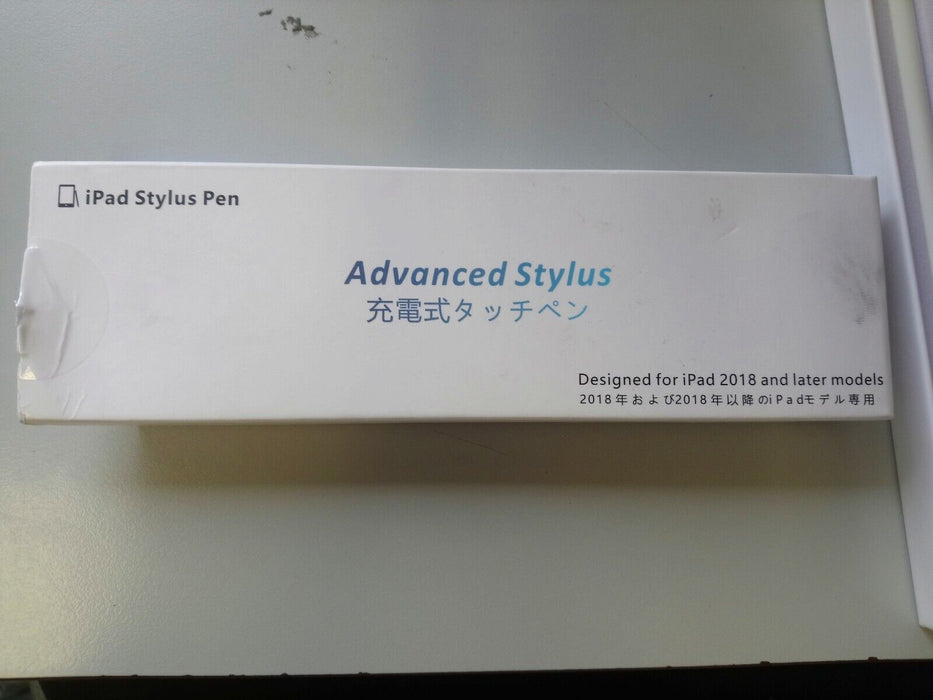 iPad Stylus Pen
Advanced Stylus
充電式タッチペン
Designed for iPad 2018 and later models
2018年および2018年以降のiPadモデル専用